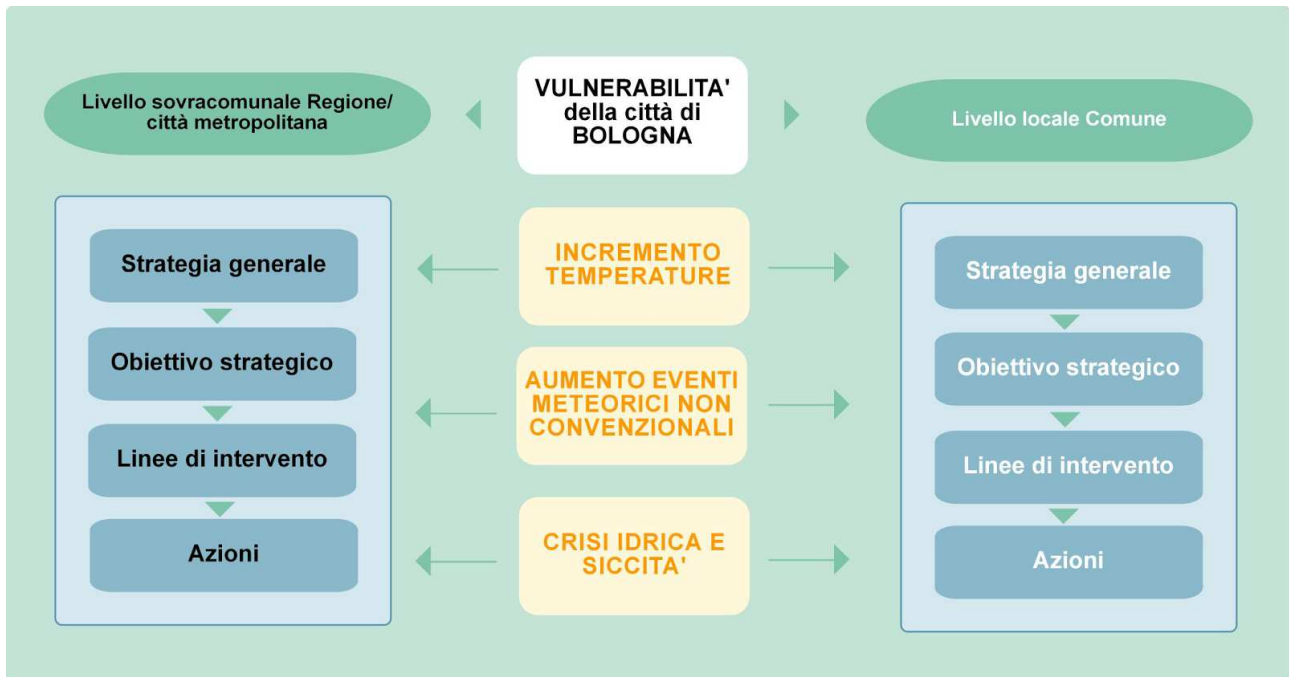 Livello sovracomunale Regione/
città metropolitana
VULNERABILITA'
della città di
BOLOGNA
Livello locale Comune
Strategia generale
Obiettivo strategico
Linee di intervento
Azioni
INCREMENTO
TEMPERATURE
AUMENTO EVENTI
METEORICI NON
CONVENZIONALI
CRISI IDRICA E
SICCITA'
Strategia generale
Obiettivo strategico
Linee di intervento
Azioni